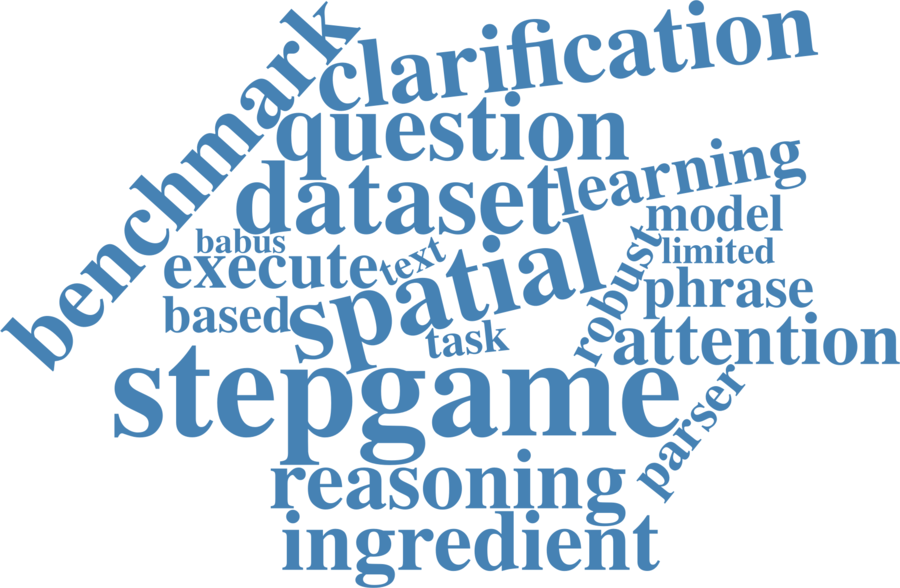 benchmark
clarification
question
dataset
learning
model
babus
text
robust
limited
execute
spatial
phrase
based
task
attention
stepgame
parser
reasoning
ingredient